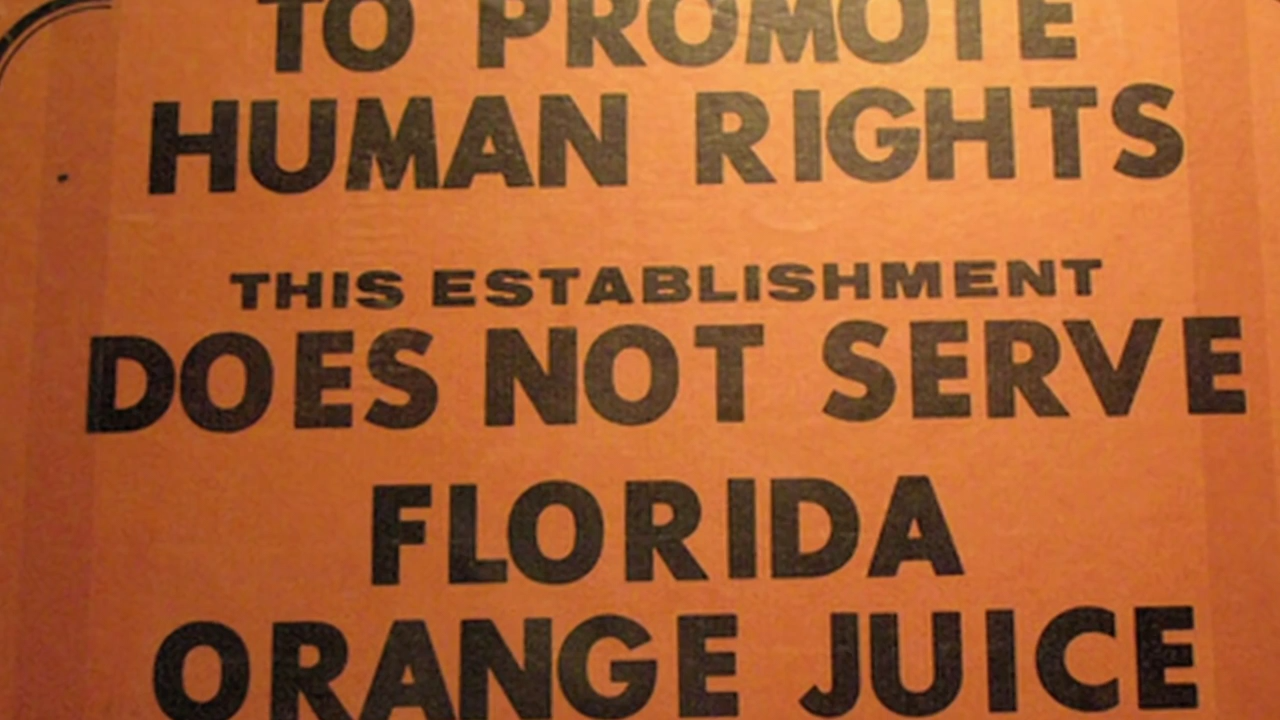 TO PROMOTE
HUMAN RIGHTS
THIS ESTABLISHMENT
DOES NOT SERVE
FLORIDA
ORANGE JUICE